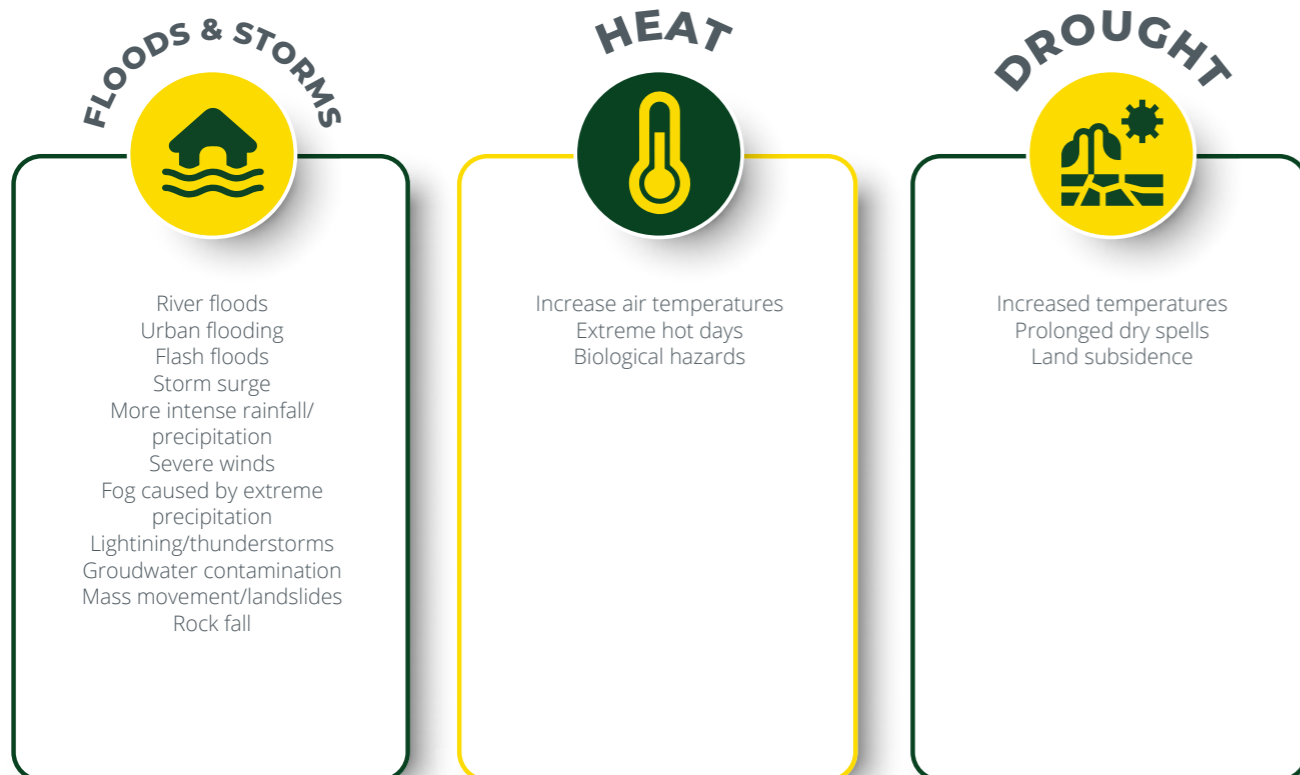 FLOODS & STORMS
River floods
Urban flooding
Flash floods
Storm surge
More intense rainfall/
precipitation
Severe winds
Fog caused by extreme
precipitation
Lightining/thunderstorms
Groudwater contamination
Mass movement/landslides
Rock fall
HEAT
Increase air temperatures
Extreme hot days
Biological hazards
DROUGHT
Increased temperatures
Prolonged dry spells
Land subsidence